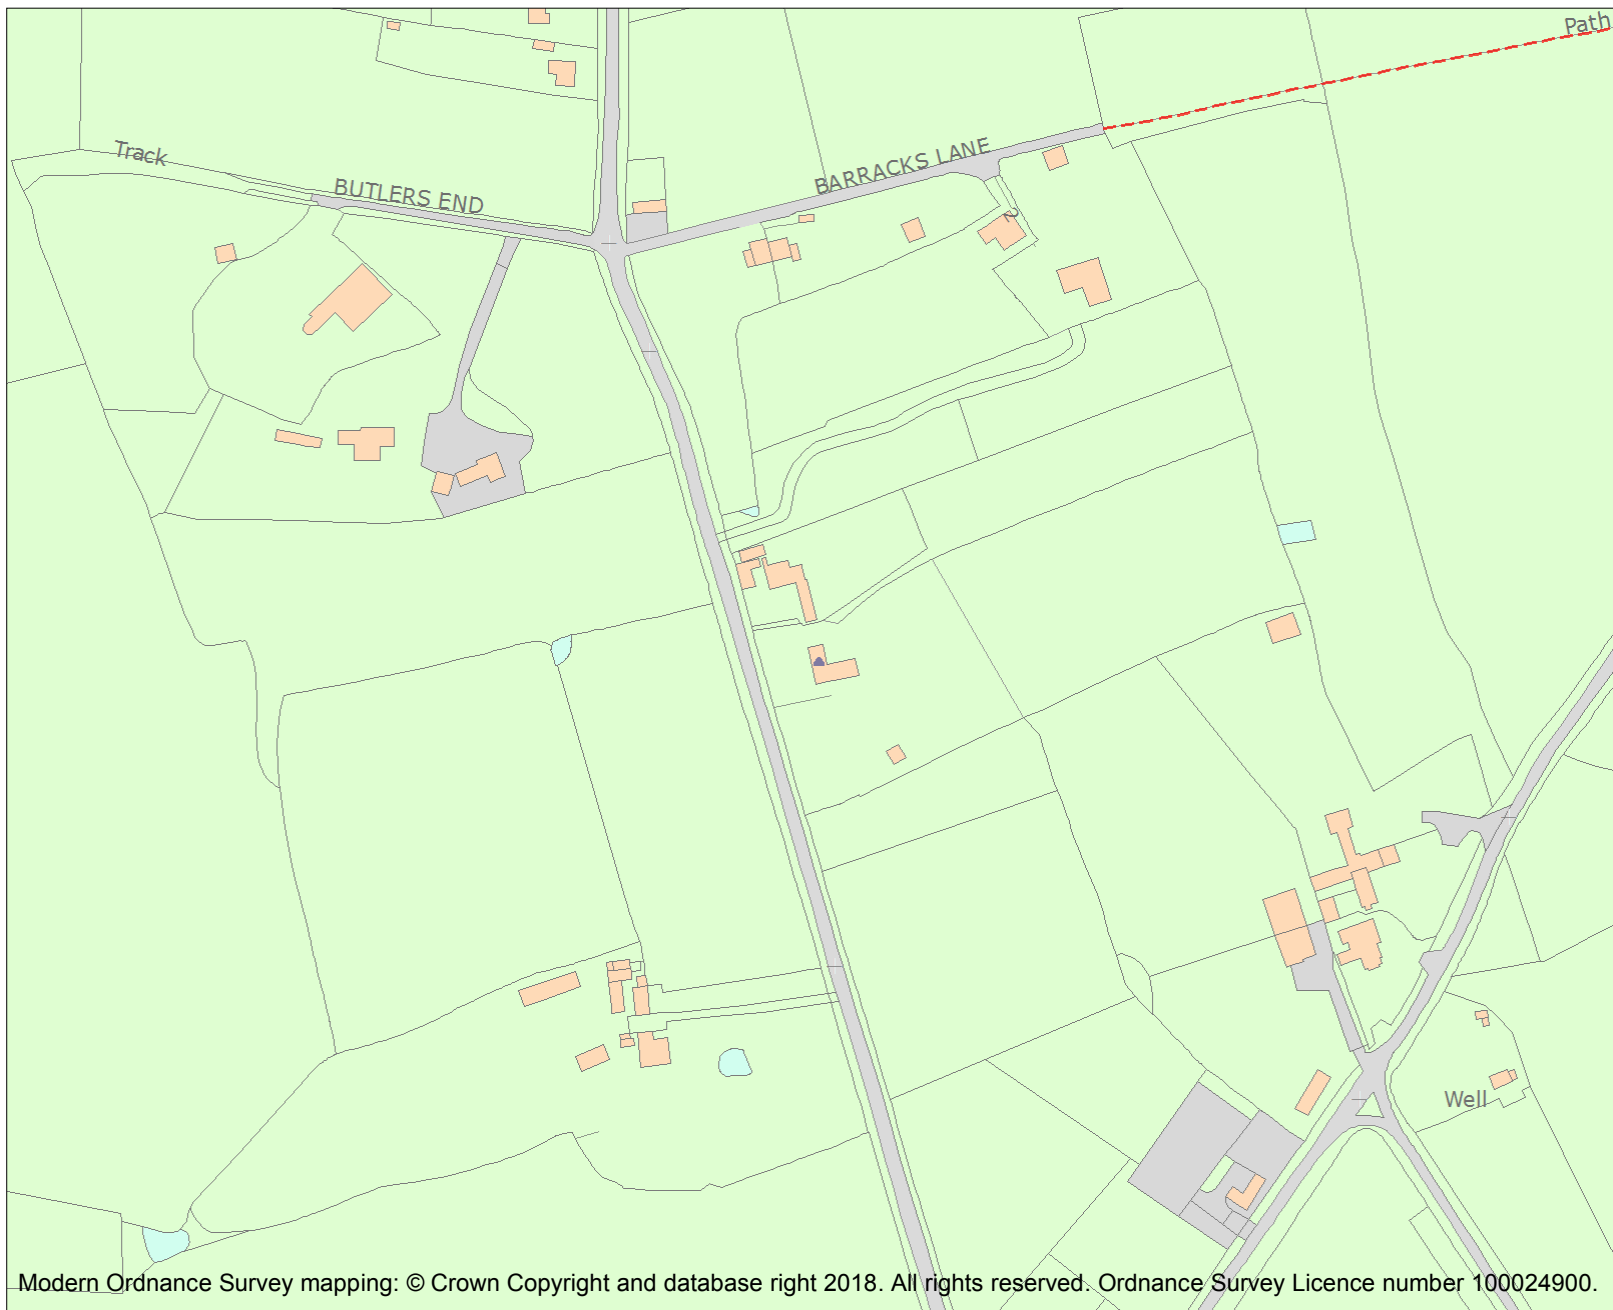 Path
Track
BARRACKS LANE
BUTLERS END
2
Well
Modern Ordnance Survey mapping: © Crown Copyright and database right 2018. All rights reserved. Ordnance Survey Licence number 100024900.